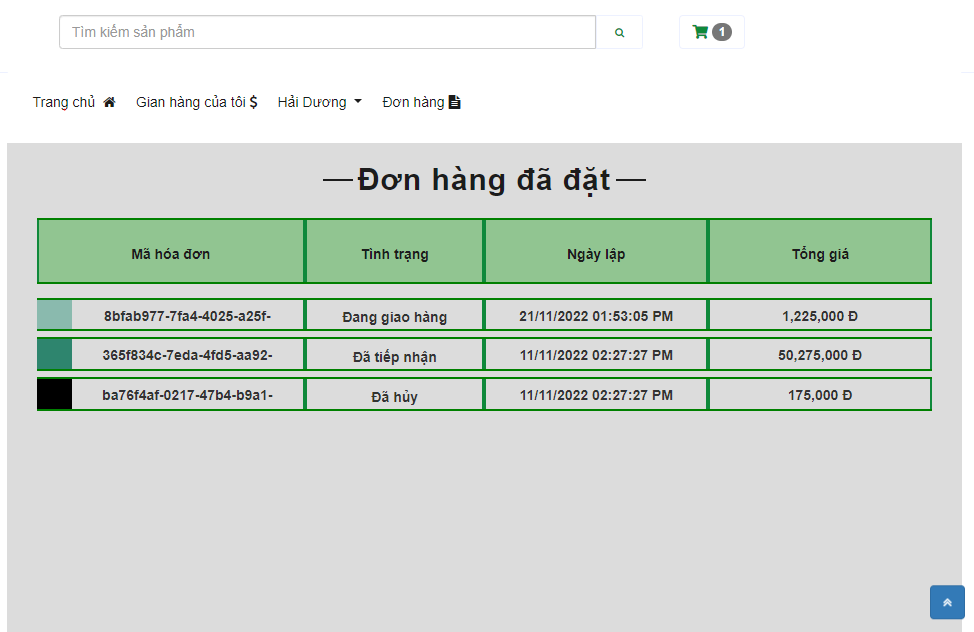 Tìm kiếm sản phẩm
1
Trang chủ Gian hàng của tôi $ Hải Dương Đơn hàng
Đơn hàng đã đặt
Mã hóa đơn Tình trạng Ngày lập Tổng giá
8bfab977-7fa4-4025-a25f- Đang giao hàng 21/11/2022 01:53:05 PM 1,225,000 Đ
365f834c-7eda-4fd5-aa92- Đã tiếp nhận 11/11/2022 02:27:27 PM 50,275,000 Đ
ba76f4af-0217-47b4-b9a1- Đã hủy 11/11/2022 02:27:27 PM 175,000 Đ